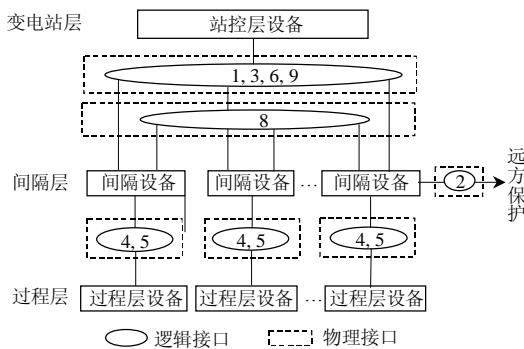 变电站层 站控层设备
1, 3, 6, 9
8
间隔层 间隔设备 间隔设备 … 间隔设备 2 远方保护
4, 5 4, 5 4, 5
过程层 过程层设备 过程层设备 … 过程层设备
逻辑接口 物理接口